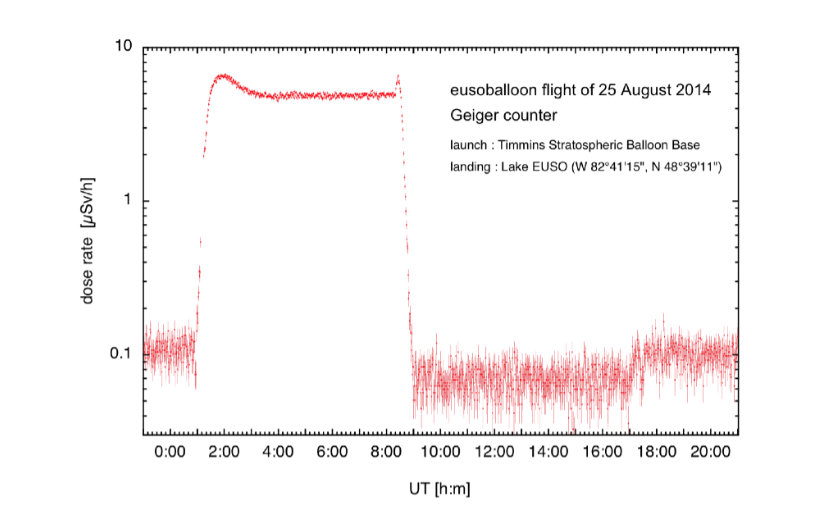 10
eusoballoon flight of 25 August 2014
Geiger counter
launch : Timmins Stratospheric Balloon Base
landing : Lake EUSO (W 82°41'15", N 48°39'11")
1
dose rate [µSv/h]
0.1
0:00 2:00 4:00 6:00 8:00 10:00 12:00 14:00 16:00 18:00 20:00
UT [h:m]